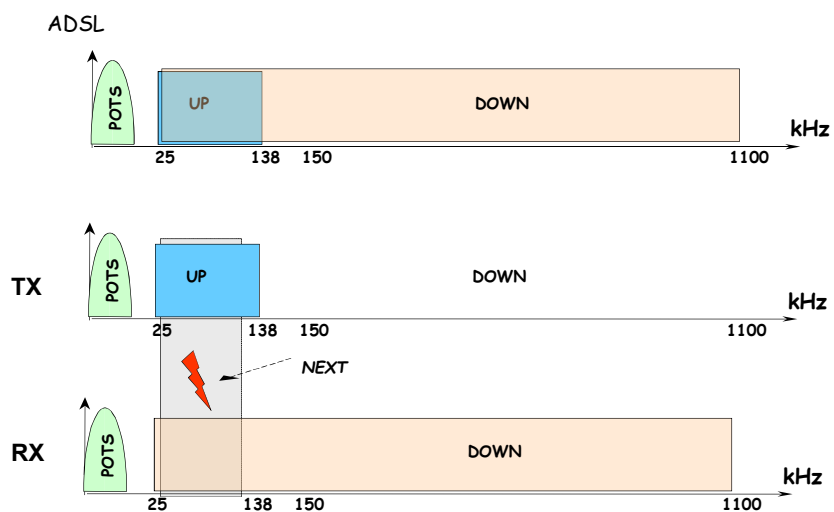 ADSL
POTS
UP
DOWN
kHz
25 138 150 1100
TX
POTS
UP
DOWN
kHz
25 138 150 1100
NEXT
RX
POTS
DOWN
kHz
25 138 150 1100